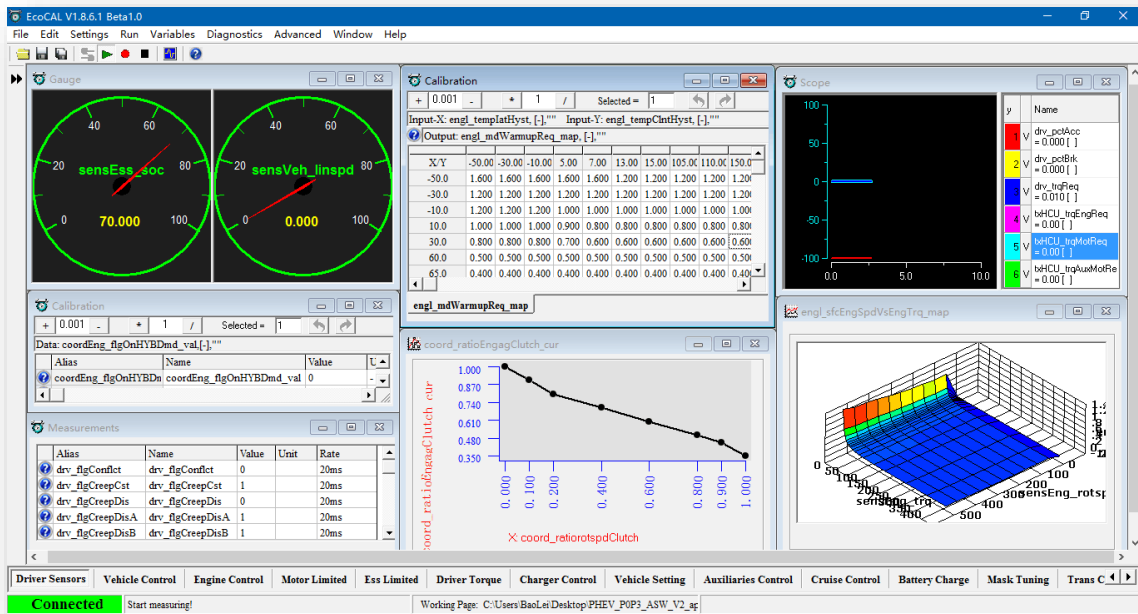 EcoCAL V1.8.6.1 Beta1.0
File Edit Settings Run Variables Diagnostics Advanced Window Help
Gauge
40 60
20 80
sensEss_soc
0 100
70.000
40 60
20 80
sensVeh_linspd
0 100
0.000
Calibration
+ 0.001 - * 1 / Selected = 1
Input-X: engl_tempIatHyst, [-],"" Input-Y: engl_tempClntHyst, [-],""
Output: engl_mdWarmupReq_map, [-],""
X/Y -50.00 -30.00 -10.00 5.00 7.00 13.00 15.00 105.00 110.00 150.0
-50.0 1.600 1.600 1.600 1.600 1.200 1.200 1.200 1.200 1.200 1.200
-30.0 1.200 1.200 1.200 1.200 1.200 1.200 1.200 1.200 1.200 1.200
-10.0 1.200 1.200 1.200 1.000 1.000 1.000 1.000 1.000 1.000 1.000
10.0 1.000 1.000 1.000 0.900 0.800 0.800 0.800 0.800 0.800 0.800
30.0 0.800 0.800 0.800 0.700 0.600 0.600 0.600 0.600 0.600 0.600
60.0 0.500 0.500 0.500 0.500 0.500 0.500 0.500 0.500 0.500 0.500
65.0 0.400 0.400 0.400 0.400 0.400 0.400 0.400 0.400 0.400 0.400
engl_mdWarmupReq_map
Scope
100
50
0
-50
-100
0.0 5.0 10.0
y Name
1 V drv_pctAcc
= 0.000 [ ]
2 V drv_pctBrk
= 0.000 [ ]
3 V drv_trqReq
= 0.010 [ ]
4 V txHCU_trqEngReq
= 0.00 [ ]
5 V txHCU_trqMotReq
= 0.00 [ ]
6 V txHCU_trqAuxMotRe
= 0.00 [ ]
Calibration
+ 0.001 - * 1 / Selected = 1
Data: coordEng_flgOnHYBDmd_val,[-],""
Alias Name Value U
coordEng_flgOnHYBDn coordEng_flgOnHYBDmd_val 0 -
Measurements
Alias Name Value Unit Rate
drv_flgConflct drv_flgConflct 0 20ms
drv_flgCreepCst drv_flgCreepCst 1 20ms
drv_flgCreepDis drv_flgCreepDis 0 20ms
drv_flgCreepDisA drv_flgCreepDisA 1 20ms
drv_flgCreepDisB drv_flgCreepDisB 1 20ms
coord_ratioEngagClutch_cur
coord_ratioEngagClutch_cur
1.000
0.870
0.740
0.610
0.480
0.350
0.000 0.100 0.200 0.400 0.600 0.800 0.900 1.000
X: coord_ratiorotspdClutch
engl_sfcEngSpdVsEngTrq_map
0 50 100
400
sensEng_trq
0 100 200 300 400 500
sensEng_rotsp
Driver Sensors Vehicle Control Engine Control Motor Limited Ess Limited Driver Torque Charger Control Vehicle Setting Auxiliaries Control Cruise Control Battery Charge Mask Tuning Trans C
Connected Start measuring! Working Page: C:\Users\BaoLei\Desktop\PHEV_P0P3_ASW_V2_ap